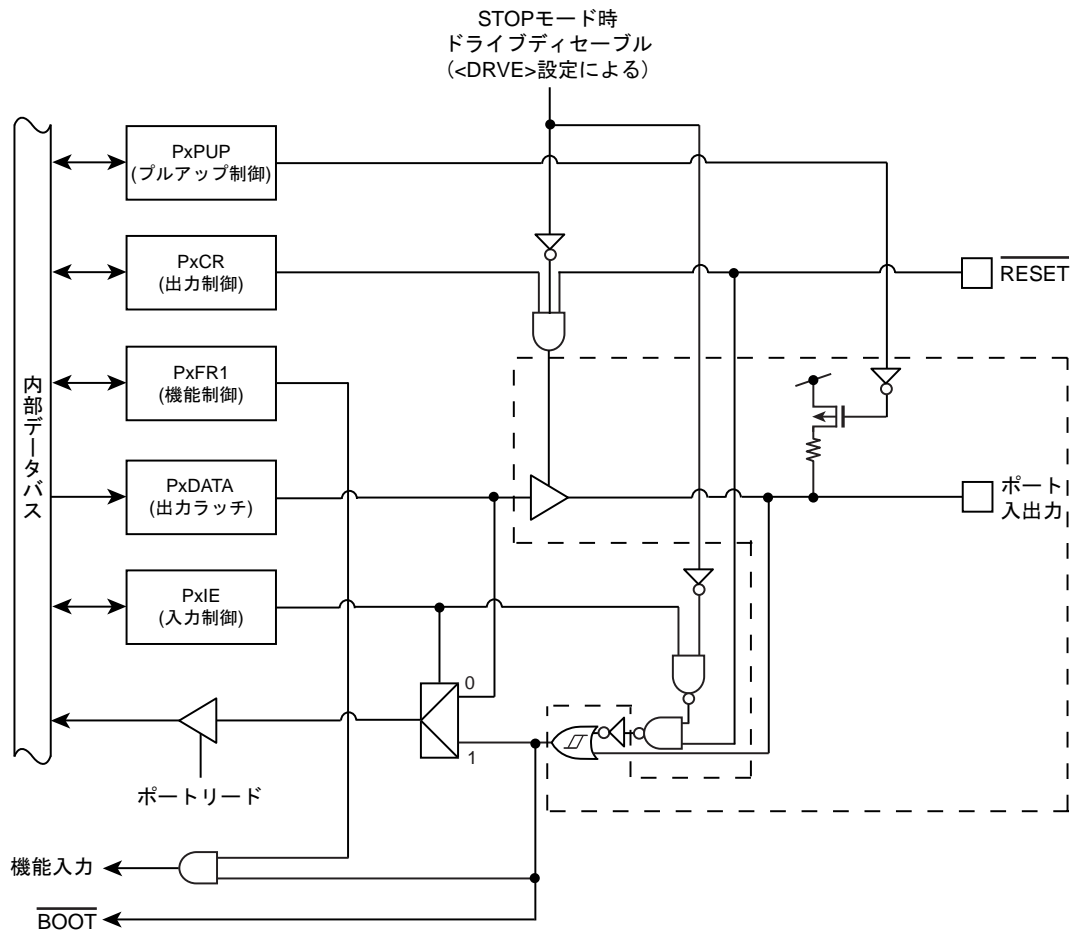 STOPモード時
ドライブディセーブル
(<DRVE>設定による)
PxPUP
(プルアップ制御)
PxCR
(出力制御)
RESET
PxFR1
(機能制御)
内部データバス
PxDATA
(出力ラッチ)
ポート
入出力
PxIE
(入力制御)
0
1
ポートリード
機能入力
BOOT